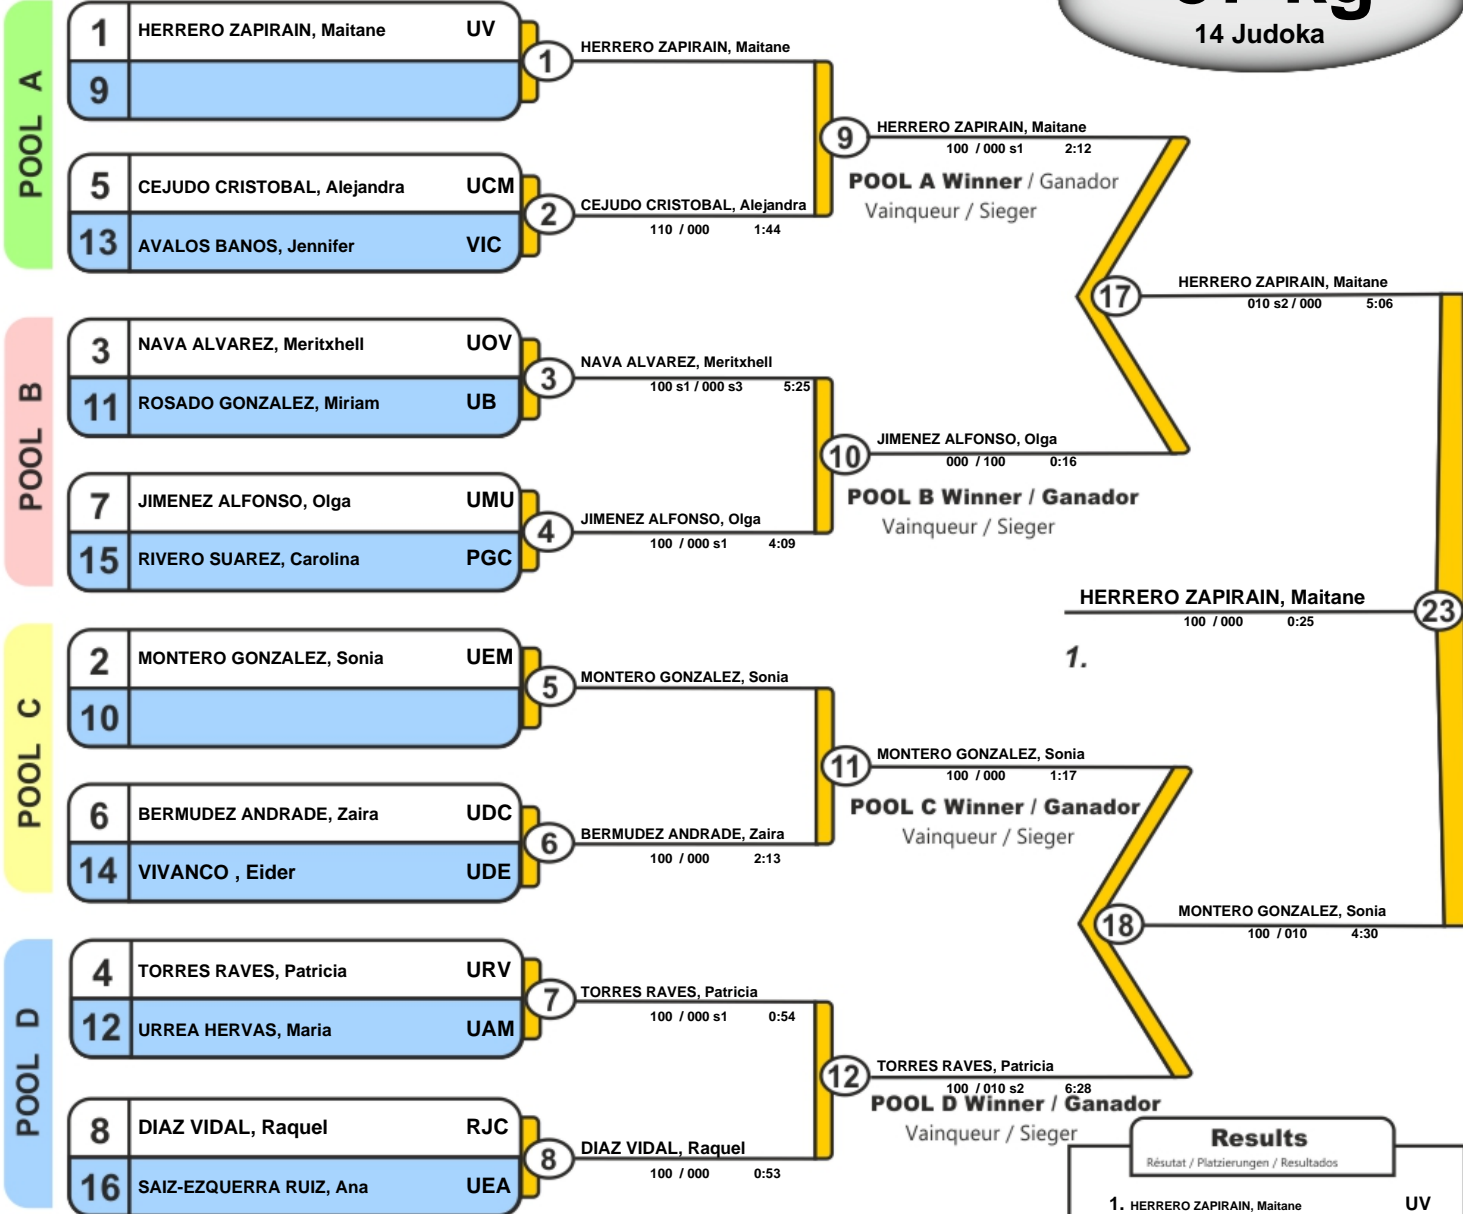 kg
14 Judoka
POOL A
1 HERRERO ZAPIRAIN, Maitane UV
9
1
HERRERO ZAPIRAIN, Maitane
5 CEJUDO CRISTOBAL, Alejandra UCM
13 AVALOS BANOS, Jennifer VIC
2
CEJUDO CRISTOBAL, Alejandra
110 / 000 1:44
9
HERRERO ZAPIRAIN, Maitane
100 / 000 s1 2:12
POOL A Winner / Ganador
Vainqueur / Sieger
POOL B
3 NAVA ALVAREZ, Meritxhell UOV
11 ROSADO GONZALEZ, Miriam UB
3
NAVA ALVAREZ, Meritxhell
100 s1 / 000 s3 5:25
7 JIMENEZ ALFONSO, Olga UMU
15 RIVERO SUAREZ, Carolina PGC
4
JIMENEZ ALFONSO, Olga
100 / 000 s1 4:09
10
JIMENEZ ALFONSO, Olga
000 / 100 0:16
POOL B Winner / Ganador
Vainqueur / Sieger
17
HERRERO ZAPIRAIN, Maitane
010 s2 / 000 5:06
HERRERO ZAPIRAIN, Maitane
100 / 000 0:25
23
1.
POOL C
2 MONTERO GONZALEZ, Sonia UEM
10
5
MONTERO GONZALEZ, Sonia
6 BERMUDEZ ANDRADE, Zaira UDC
14 VIVANCO , Eider UDE
6
BERMUDEZ ANDRADE, Zaira
100 / 000 2:13
11
MONTERO GONZALEZ, Sonia
100 / 000 1:17
POOL C Winner / Ganador
Vainqueur / Sieger
18
MONTERO GONZALEZ, Sonia
100 / 010 4:30
POOL D
4 TORRES RAVES, Patricia URV
12 URREA HERVAS, Maria UAM
7
TORRES RAVES, Patricia
100 / 000 s1 0:54
8 DIAZ VIDAL, Raquel RJC
16 SAIZ-EZQUERRA RUIZ, Ana UEA
8
DIAZ VIDAL, Raquel
100 / 000 0:53
12
TORRES RAVES, Patricia
100 / 010 s2 6:28
POOL D Winner / Ganador
Vainqueur / Sieger
Results
Résutat / Platzierungen / Resultados
1. HERRERO ZAPIRAIN, Maitane UV